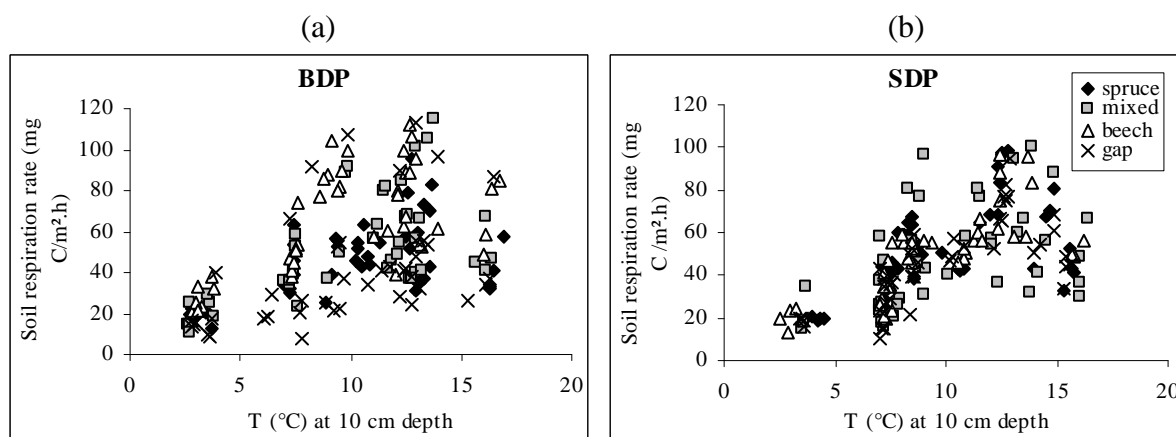 (a)
(b)
BDP
Soil respiration rate (mg
C/m².h)
120
100
80
60
40
20
0
0 5 10 15 20
T (°C) at 10 cm depth
SDP
Soil respiration rate (mg
C/m².h)
120
100
80
60
40
20
0
0 5 10 15 20
T (°C) at 10 cm depth
spruce
mixed
beech
gap